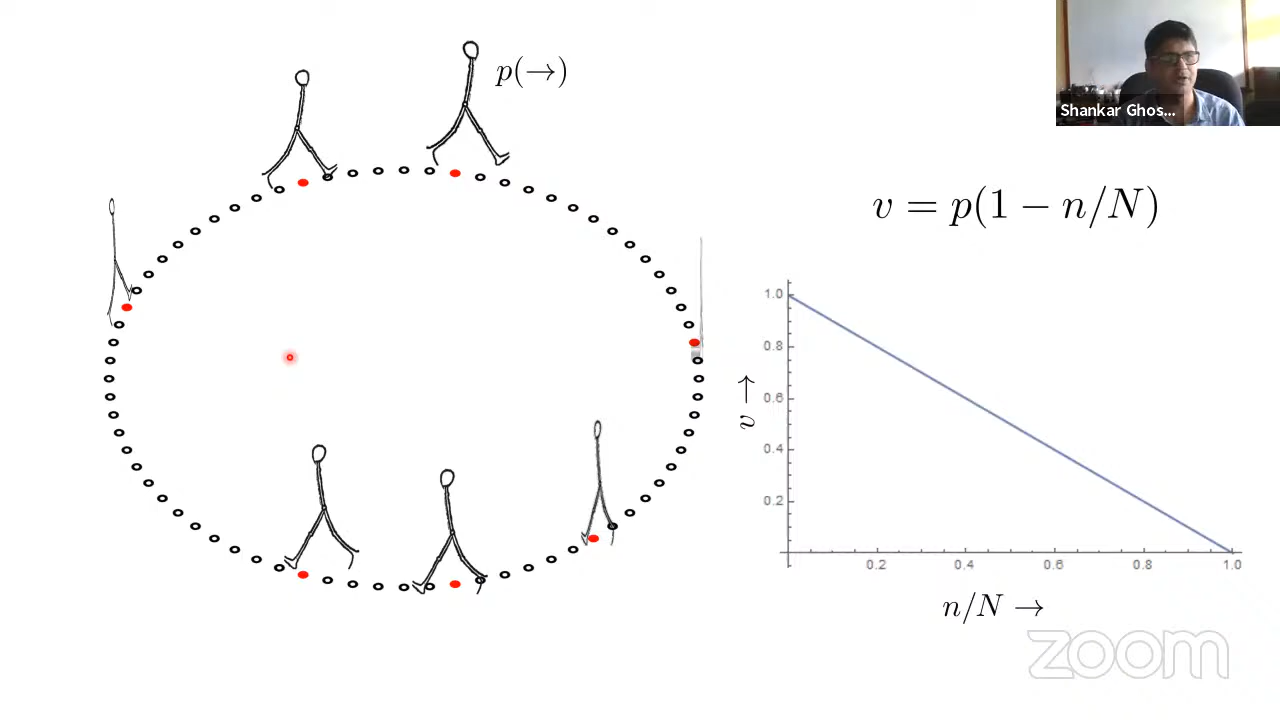 p(→)
Shankar Ghos...
v = p(1 − n/N)
1.0
0.8
0.6
0.4
0.2
v →
0.2 0.4 0.6 0.8 1.0
n/N →
zoom